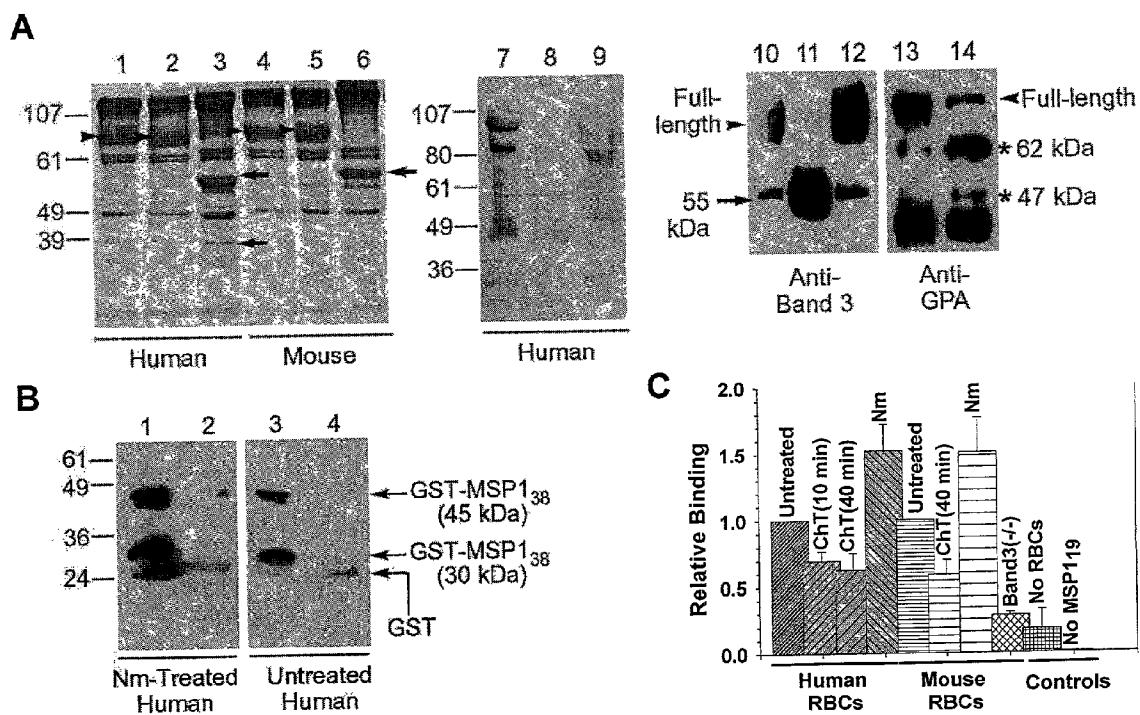 A
1 2 3 4 5 6
107
61
49
39
Human Mouse
7 8 9
107
80
61
49
36
Human
10 11 12 13 14
Full-length
55 kDa
Full-length
* 62 kDa
* 47 kDa
Anti-Band 3
Anti-GPA
B
1 2 3 4
61
49
36
24
GST-MSP1₃₈
(45 kDa)
GST-MSP1₃₈
(30 kDa)
GST
Nm-Treated
Human
Untreated
Human
C
Relative Binding
2.0
1.5
1.0
0.5
0.0
Untreated
ChT(10 min)
ChT(40 min)
Nm
Untreated
ChT(40 min)
Nm
Band3(-/-)
No RBCs
No MSP119
Human
RBCs
Mouse
RBCs
Controls